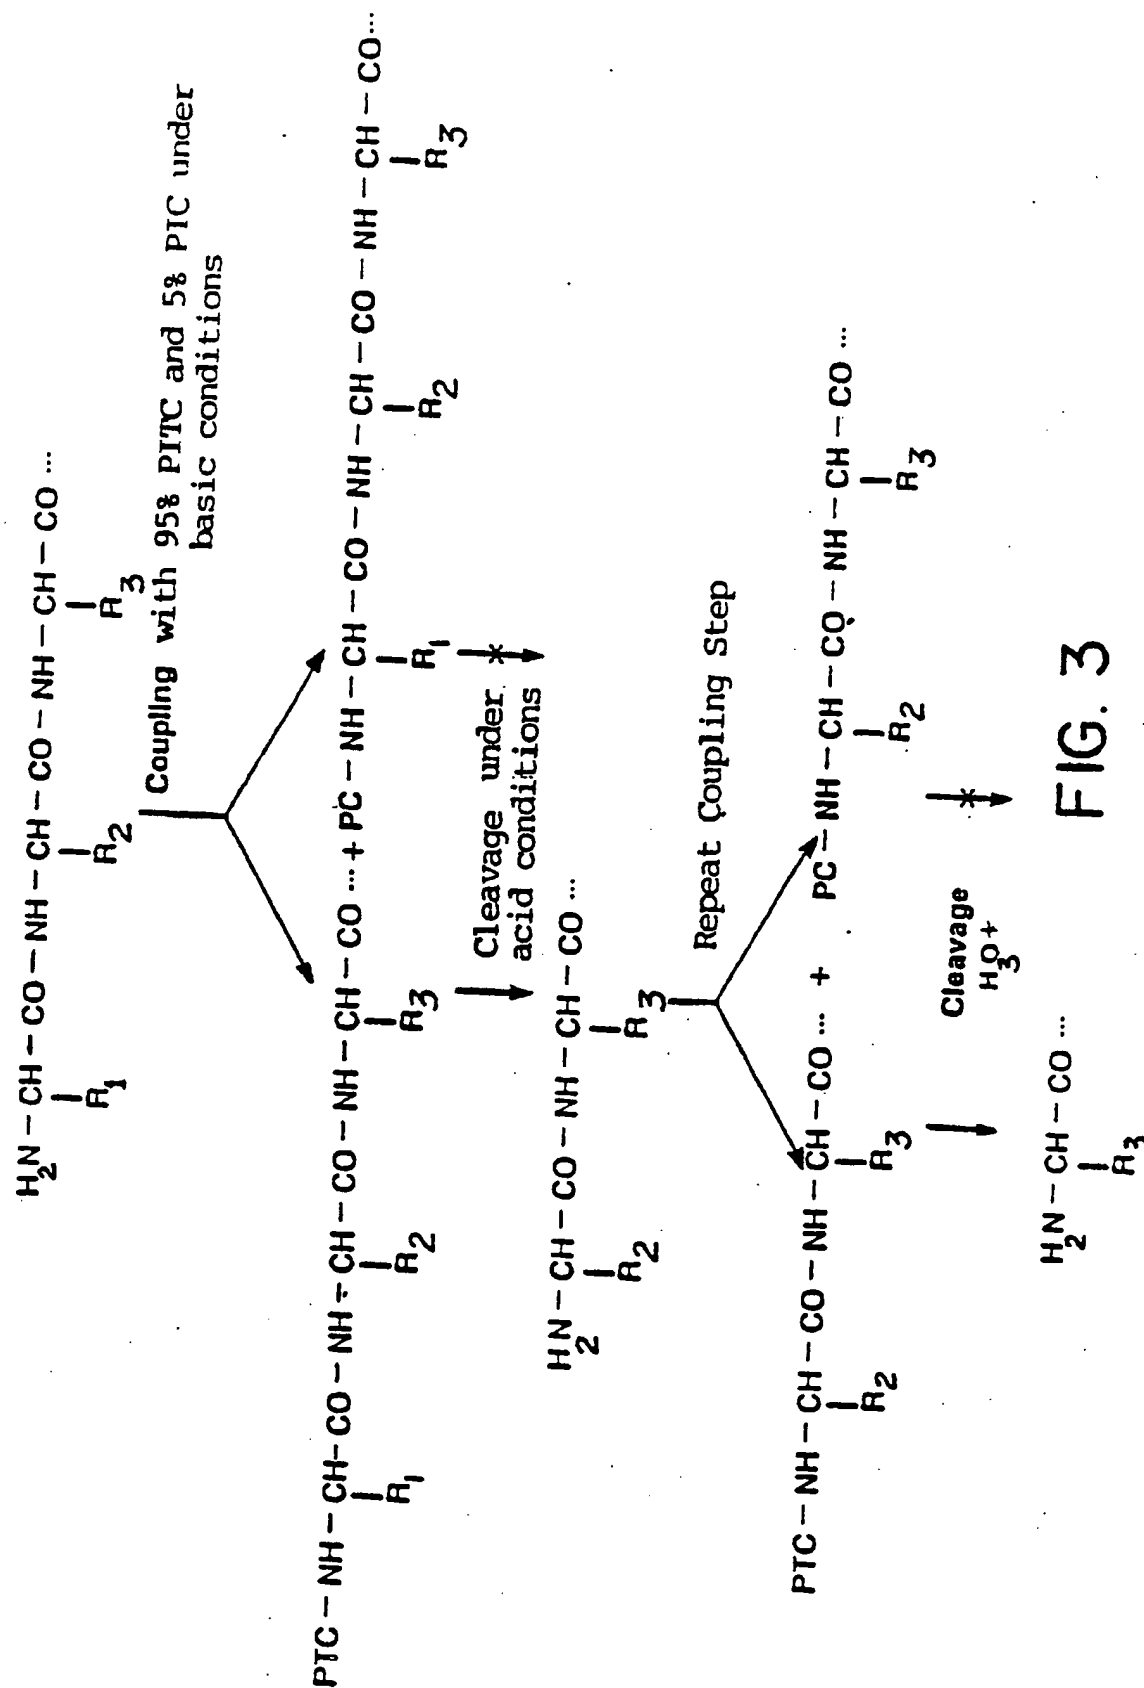 H2N-CH-CO-NH-CH-CO-NH-CH-CO...
R1 R2 R3
Coupling with 95% PITC and 5% PIC under
basic conditions
PTC-NH-CH-CO-NH-CH-CO-NH-CH-CO...+PC-NH-CH-CO-NH-CH-CO-NH-CH-CO...
R1 R2 R3 R1 R2 R3
Cleavage under
acid conditions
H2N-CH-CO-NH-CH-CO...
R2 R3
Repeat Coupling Step
PTC-NH-CH-CO-NH-CH-CO... + PC-NH-CH-CO-NH-CH-CO...
R2 R3 R2 R3
Cleavage
H3O+
H2N-CH-CO...
R3
FIG. 3